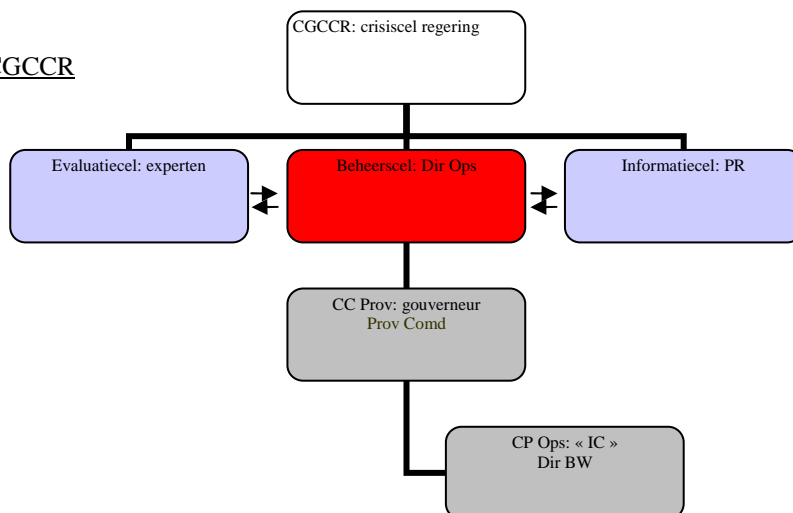 CGCCR: crisiscel regering
CGCCR
Evaluatiecel: experten
Beheerscel: Dir Ops
Informatiecel: PR
CC Prov: gouverneur
Prov Comd
CP Ops: « IC »
Dir BW